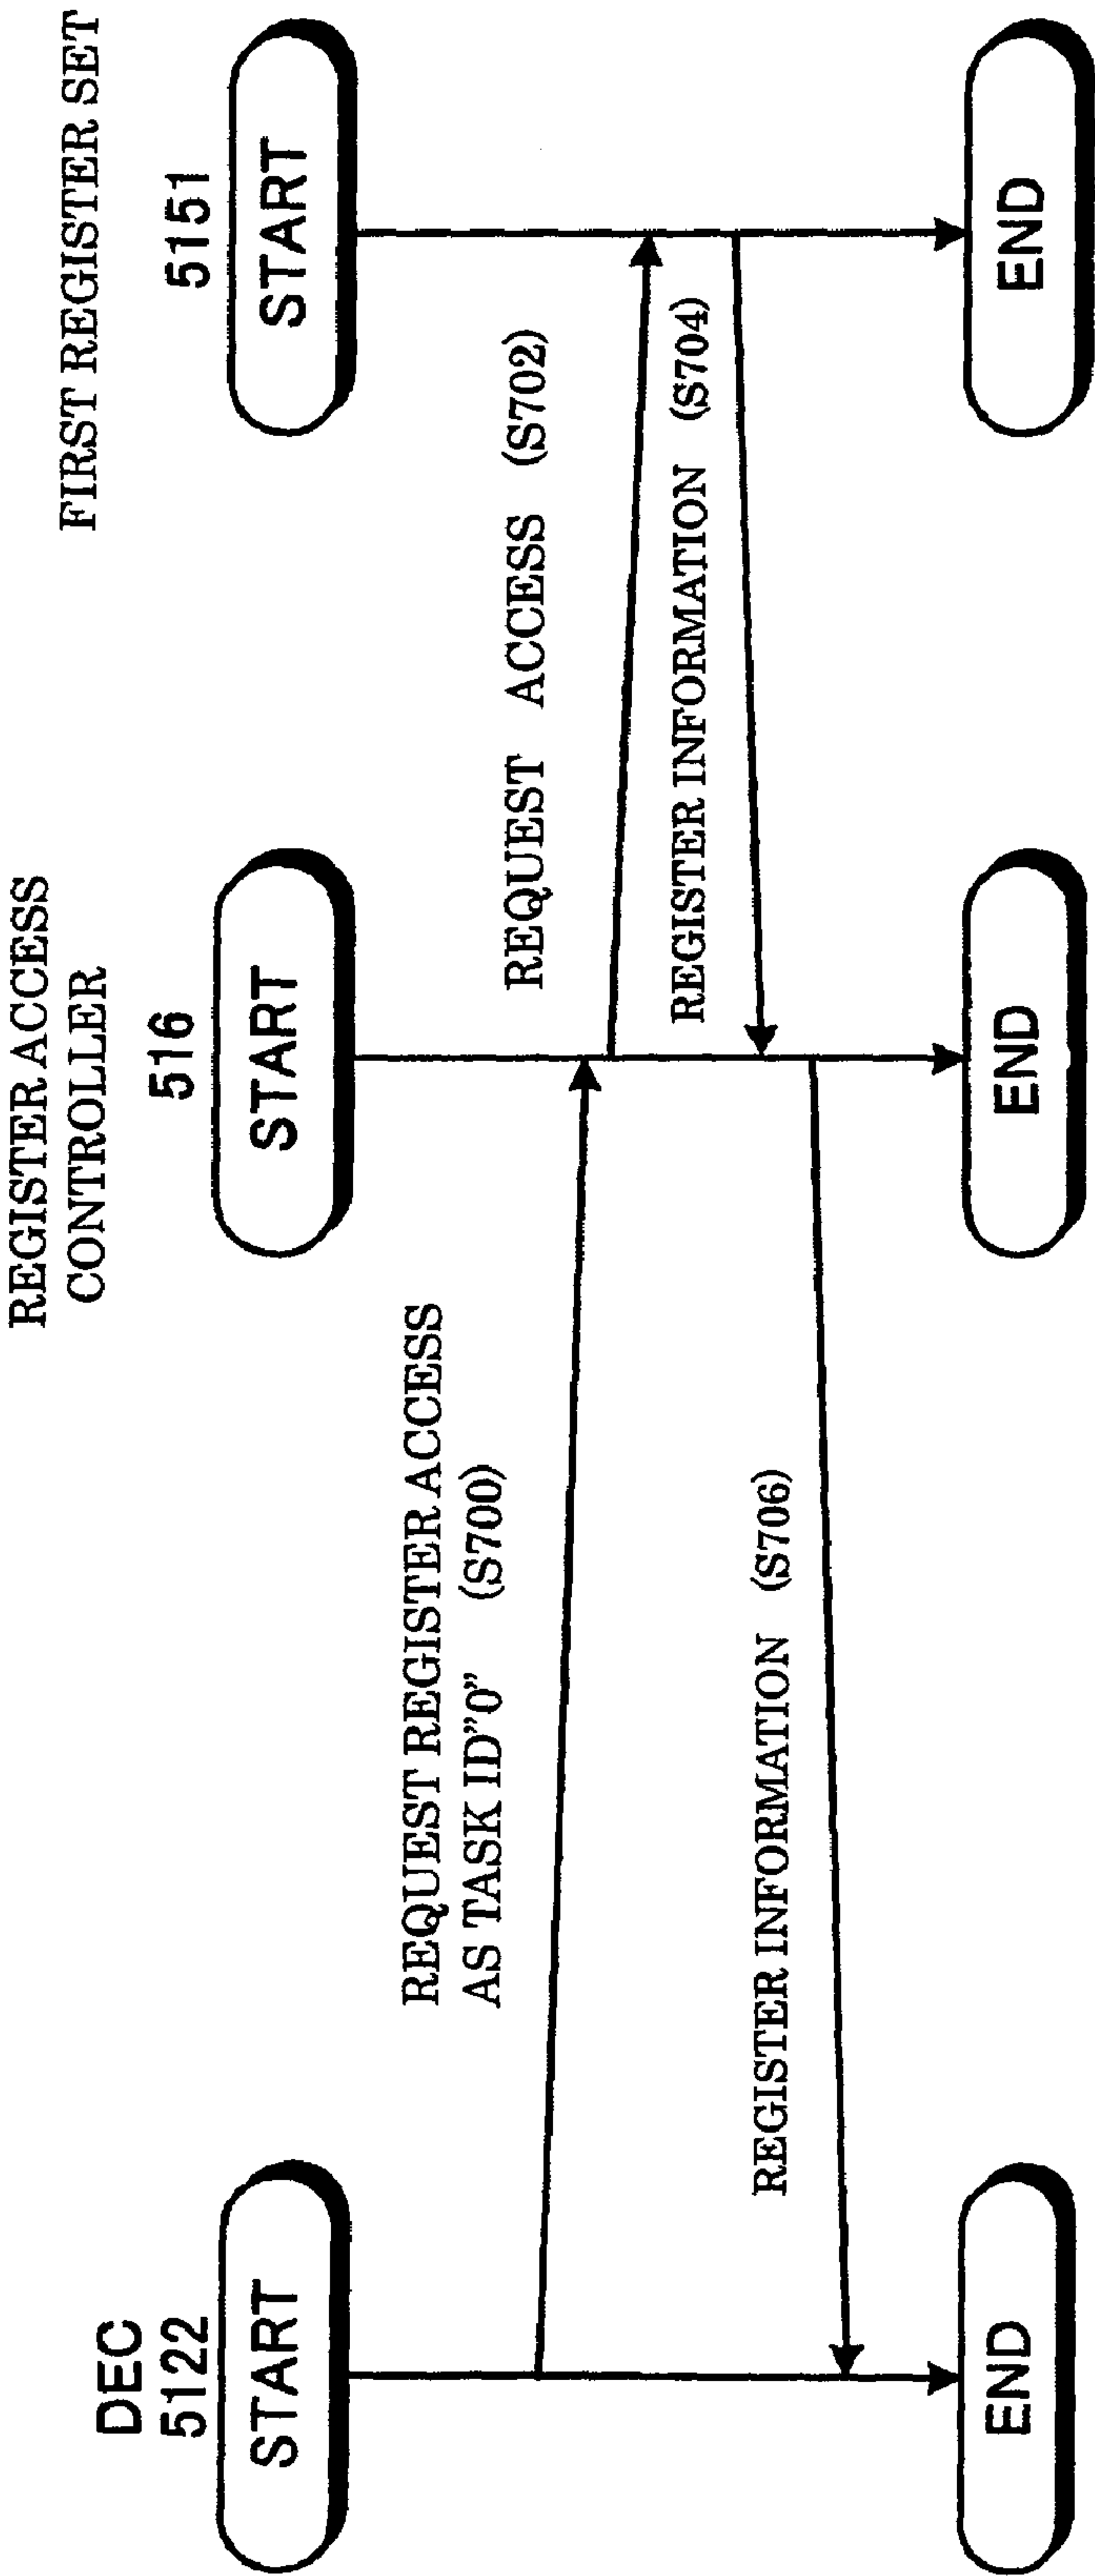 DEC
5122
START
REGISTER ACCESS
CONTROLLER
516
START
FIRST REGISTER SET
5151
START
REQUEST REGISTER ACCESS
AS TASK ID"0" (S700)
REQUEST ACCESS (S702)
REGISTER INFORMATION (S704)
REGISTER INFORMATION (S706)
END
END
END